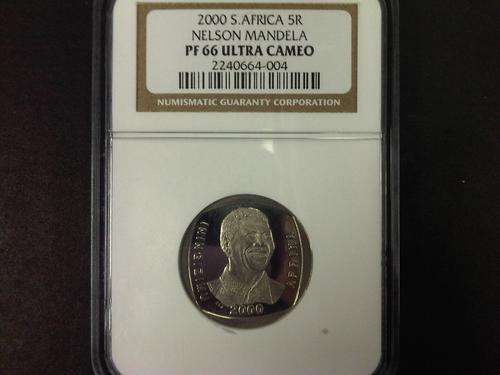 2000 S.AFRICA 5R
NELSON MANDELA
PF 66 ULTRA CAMEO
2240664-004
NUMISMATIC GUARANTY CORPORATION
2000